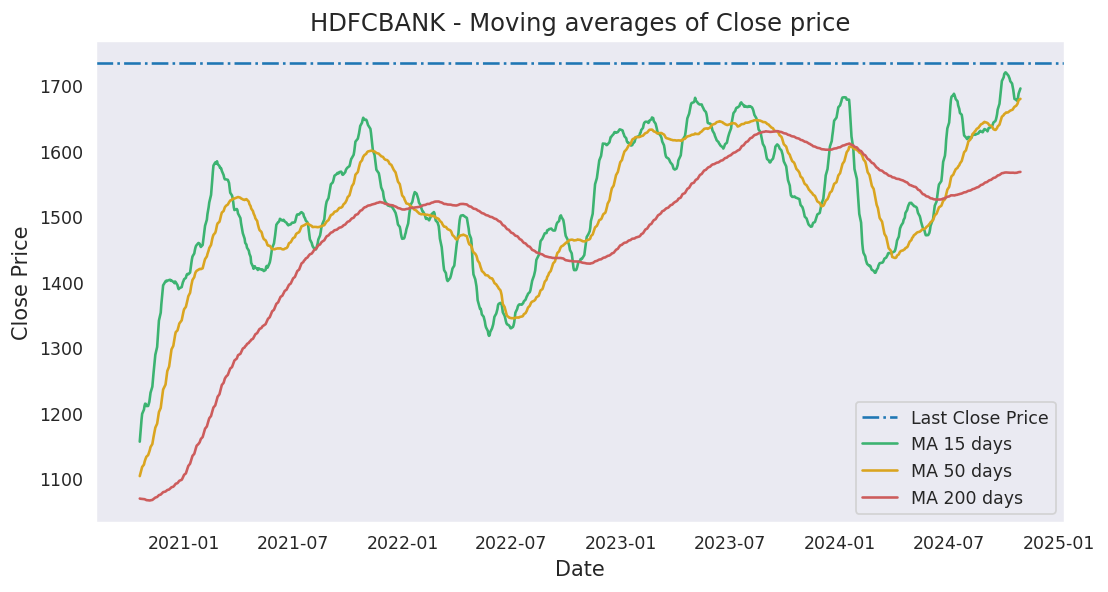 HDFCBANK - Moving averages of Close price
Close Price
1700
1600
1500
1400
1300
1200
1100
Last Close Price
MA 15 days
MA 50 days
MA 200 days
2021-01 2021-07 2022-01 2022-07 2023-01 2023-07 2024-01 2024-07 2025-01
Date